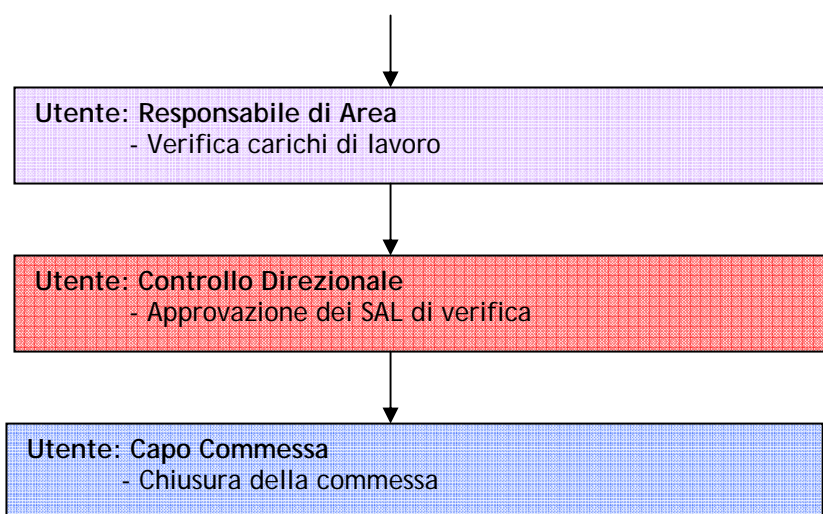 Utente: Responsabile di Area
- Verifica carichi di lavoro
Utente: Controllo Direzionale
- Approvazione dei SAL di verifica
Utente: Capo Commessa
- Chiusura della commessa